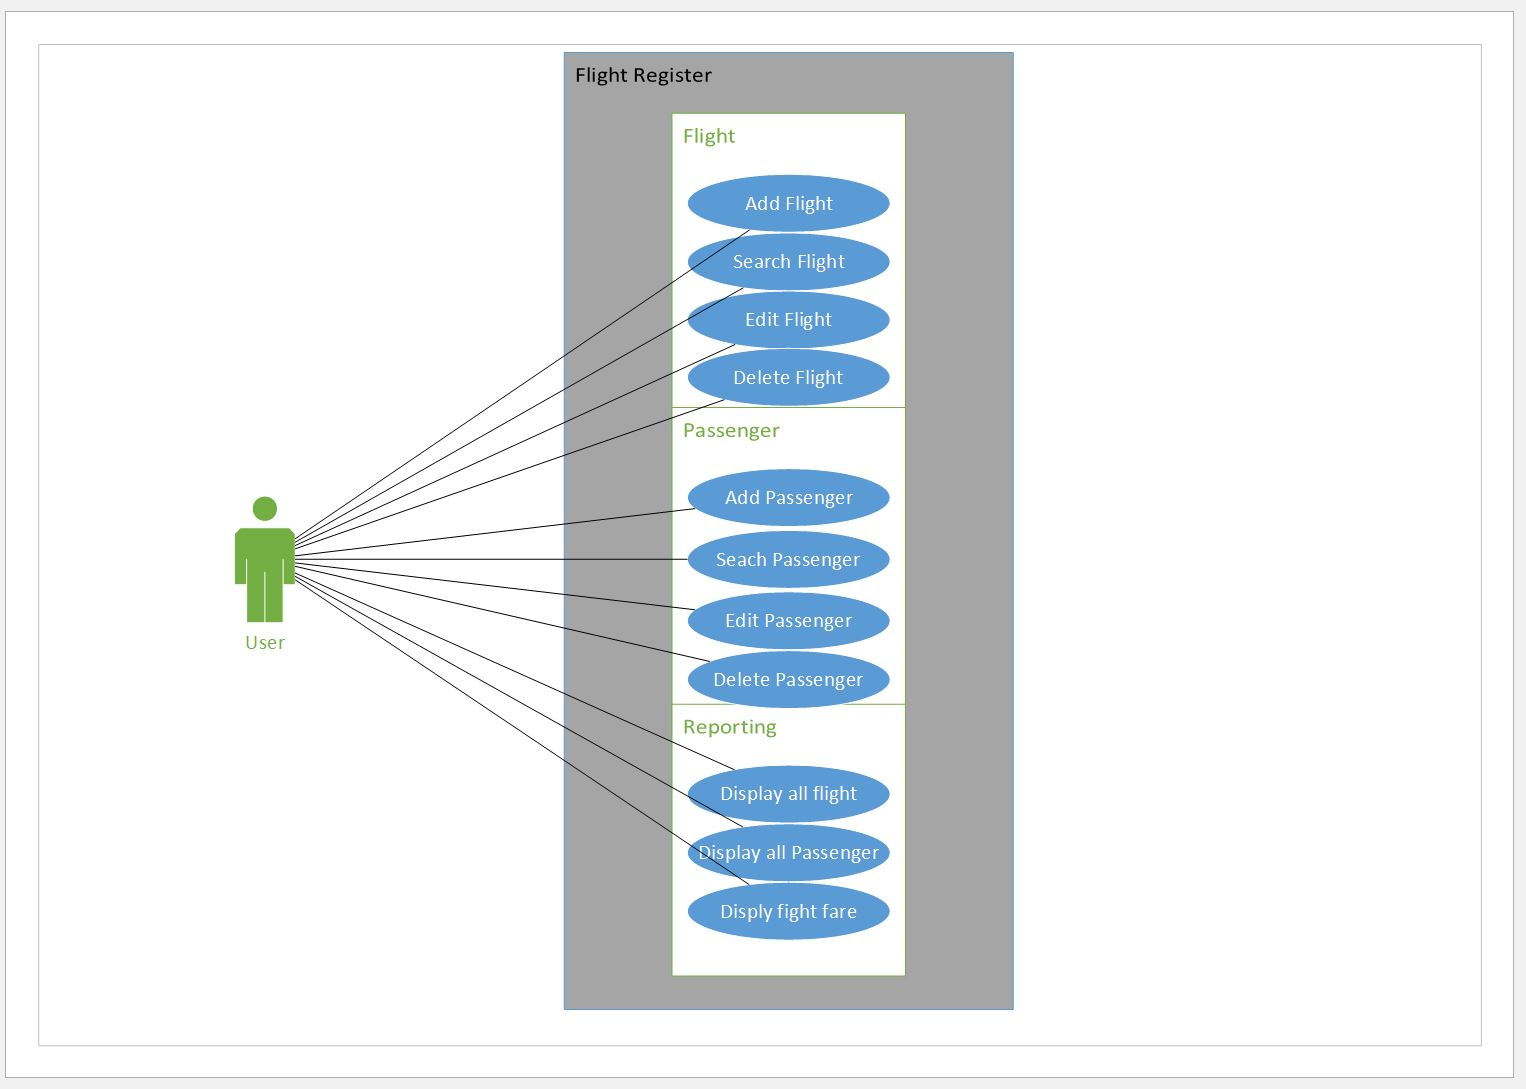 Flight Register
Flight
Add Flight
Search Flight
Edit Flight
Delete Flight
Passenger
Add Passenger
Seach Passenger
Edit Passenger
Delete Passenger
User
Reporting
Display all flight
Display all Passenger
Disply fight fare